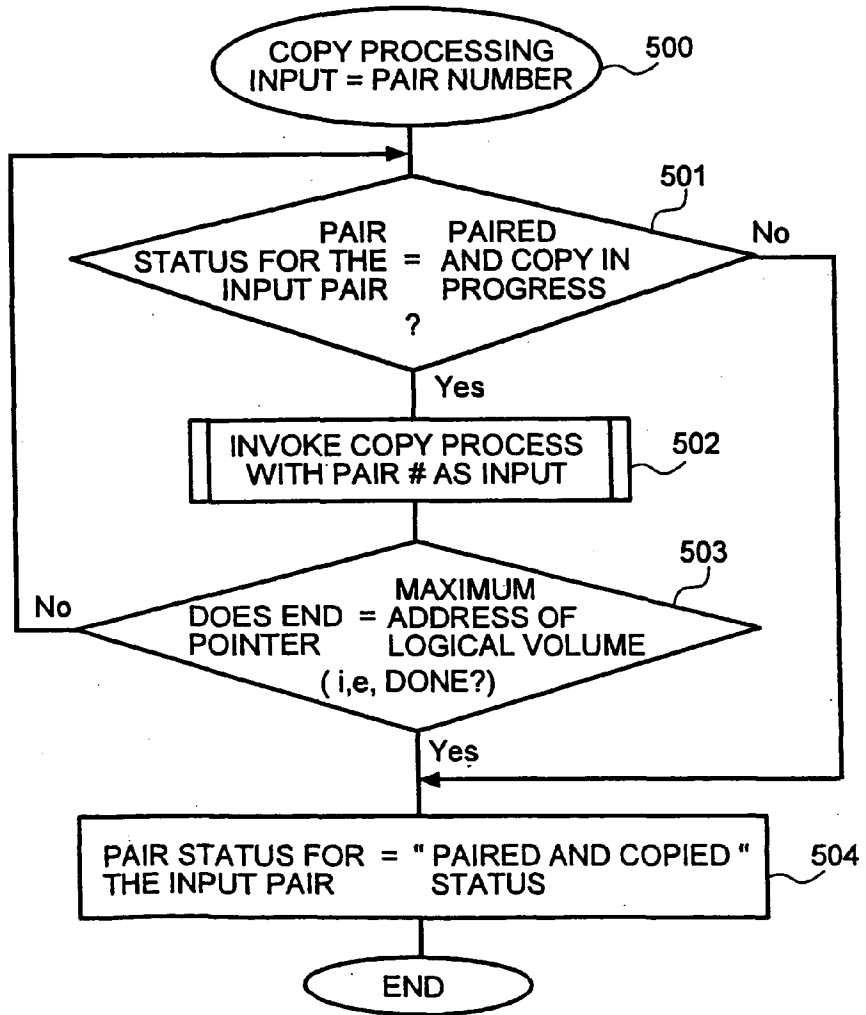 COPY PROCESSING
INPUT = PAIR NUMBER
500
501
PAIR PAIRED
STATUS FOR THE = AND COPY IN
INPUT PAIR PROGRESS
?
No
Yes
INVOKE COPY PROCESS
WITH PAIR # AS INPUT
502
503
MAXIMUM
DOES END = ADDRESS OF
POINTER LOGICAL VOLUME
( i,e, DONE?)
No
Yes
PAIR STATUS FOR = " PAIRED AND COPIED "
THE INPUT PAIR STATUS
504
END